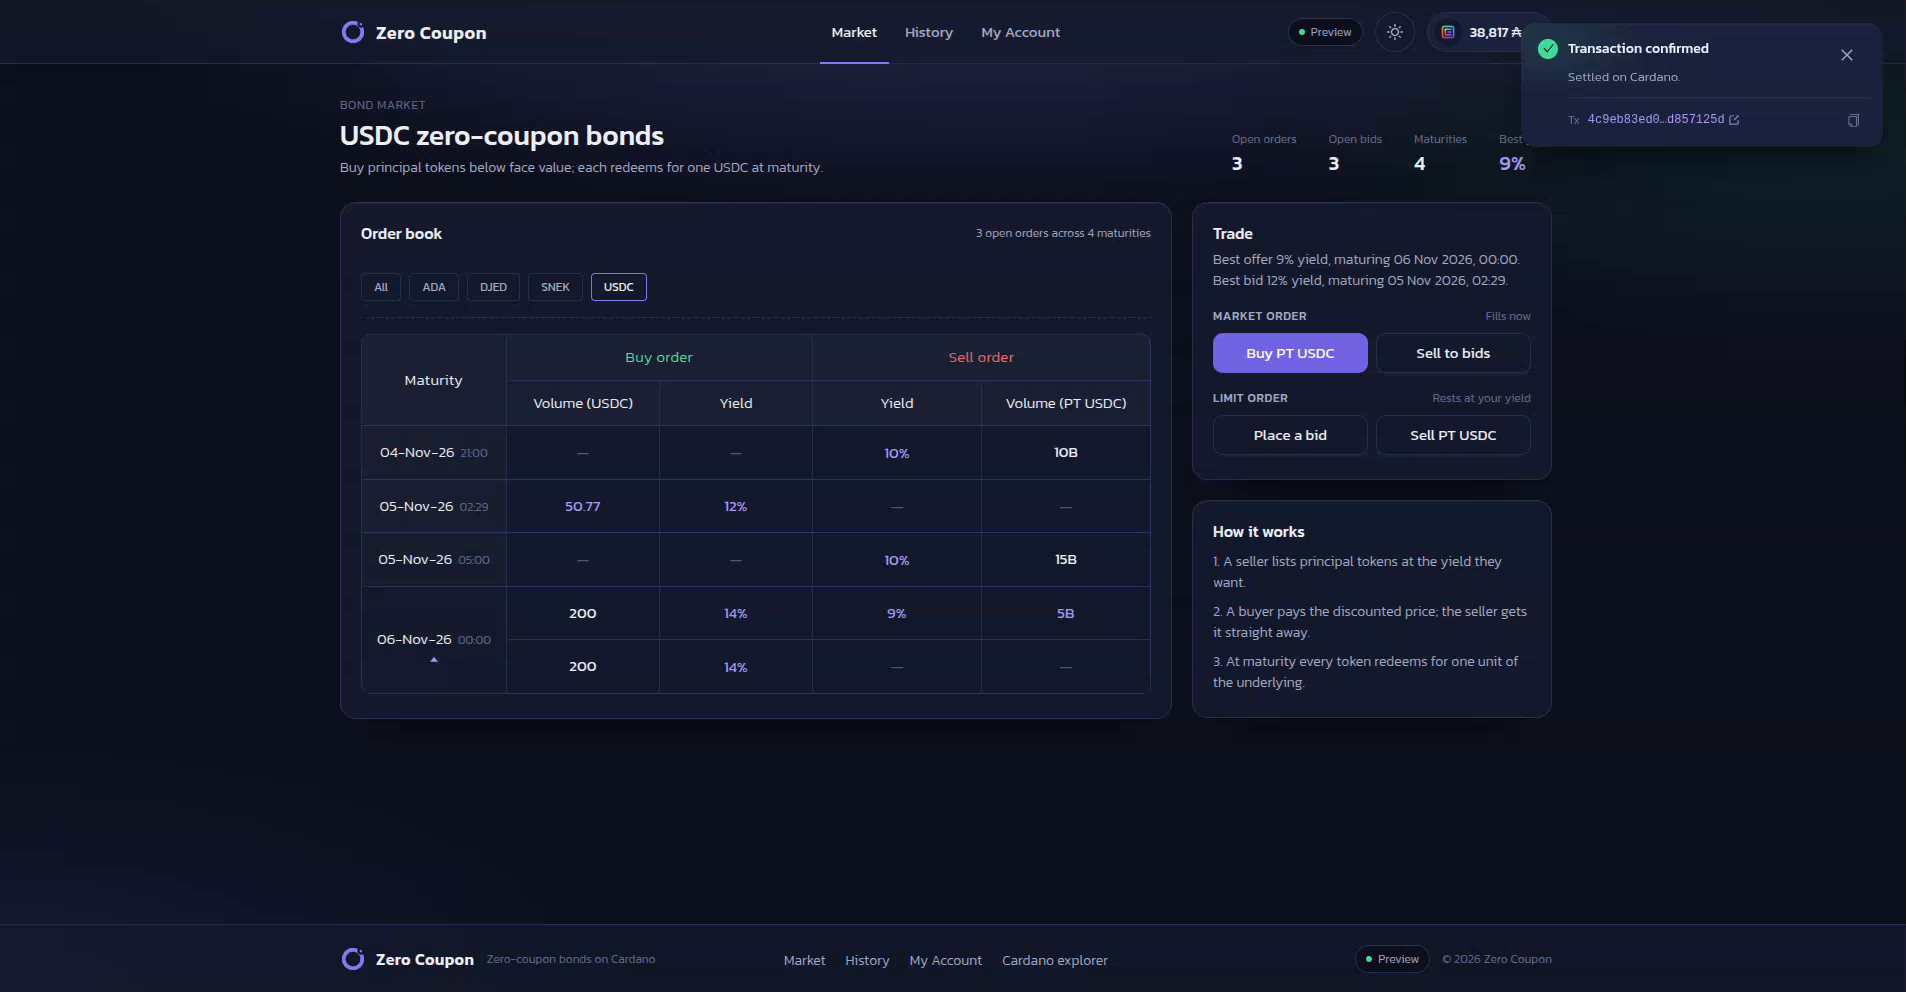 Zero Coupon
Market
History
My Account
Preview
38,817 ₳
Transaction confirmed
Settled on Cardano.
Tx 4c9eb83ed0…d857125d
BOND MARKET
USDC zero-coupon bonds
Buy principal tokens below face value; each redeems for one USDC at maturity.
Open orders
3
Open bids
3
Maturities
4
Best
9%
Order book
3 open orders across 4 maturities
All
ADA
DJED
SNEK
USDC
Maturity
Buy order
Sell order
Volume (USDC)
Yield
Yield
Volume (PT USDC)
04-Nov-26 21:00 — — 10% 10B
05-Nov-26 02:29 50.77 12% — —
05-Nov-26 05:00 — — 10% 15B
06-Nov-26 00:00
200 14% 9% 5B
200 14% — —
Trade
Best offer 9% yield, maturing 06 Nov 2026, 00:00.
Best bid 12% yield, maturing 05 Nov 2026, 02:29.
MARKET ORDER
Fills now
Buy PT USDC
Sell to bids
LIMIT ORDER
Rests at your yield
Place a bid
Sell PT USDC
How it works
1. A seller lists principal tokens at the yield they
want.
2. A buyer pays the discounted price; the seller gets
it straight away.
3. At maturity every token redeems for one unit of
the underlying.
Zero Coupon
Zero-coupon bonds on Cardano
Market
History
My Account
Cardano explorer
Preview
© 2026 Zero Coupon